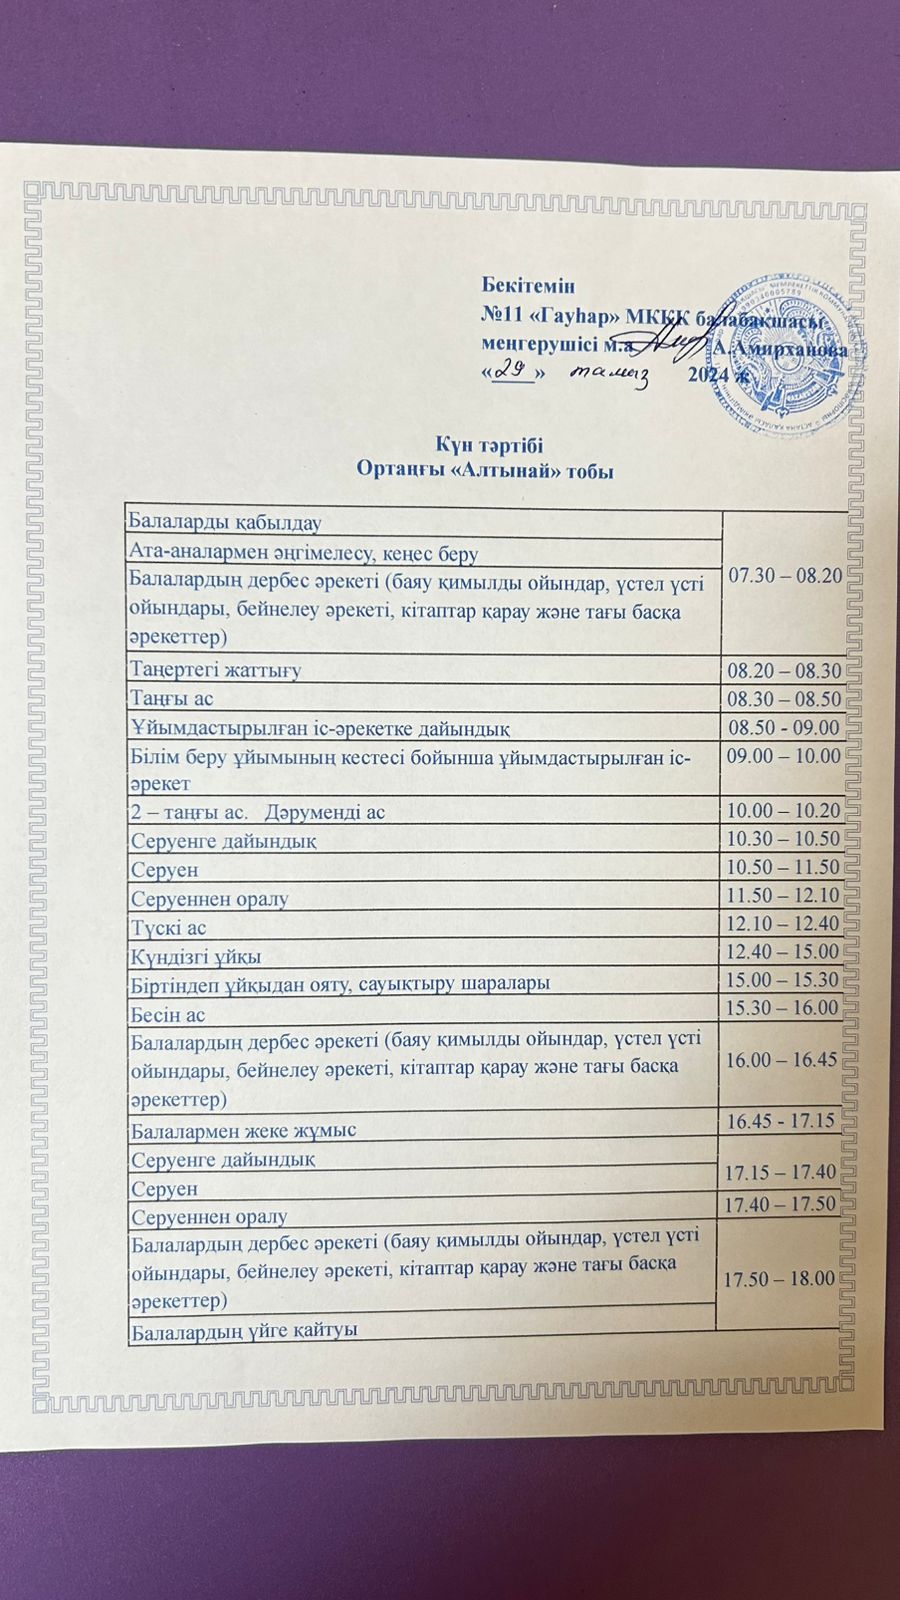 Бекітемін
№11 «Гауһар» МКҚК балабақшасы
меңгерушісі м.а А.Амирханова
«29» тамыз 2024 ж
Күн тәртібі
Ортаңғы «Алтынай» тобы
Балаларды қабылдау
Ата-аналармен әңгімелесу, кеңес беру
07.30 – 08.20
Балалардың дербес әрекеті (баяу қимылды ойындар, үстел үсті
ойындары, бейнелеу әрекеті, кітаптар қарау және тағы басқа
әрекеттер)
Таңертегі жаттығу 08.20 – 08.30
Таңғы ас 08.30 – 08.50
Ұйымдастырылған іс-әрекетке дайындық 08.50 - 09.00
Білім беру ұйымының кестесі бойынша ұйымдастырылған іс- 09.00 – 10.00
әрекет
2 – таңғы ас. Дәруменді ас 10.00 – 10.20
Серуенге дайындық 10.30 – 10.50
Серуен 10.50 – 11.50
Серуеннен оралу 11.50 – 12.10
Түскі ас 12.10 – 12.40
Күндізгі ұйқы 12.40 – 15.00
Біртіндеп ұйқыдан ояту, сауықтыру шаралары 15.00 – 15.30
Бесін ас 15.30 – 16.00
Балалардың дербес әрекеті (баяу қимылды ойындар, үстел үсті
ойындары, бейнелеу әрекеті, кітаптар қарау және тағы басқа 16.00 – 16.45
әрекеттер)
Балалармен жеке жұмыс 16.45 - 17.15
Серуенге дайындық
17.15 – 17.40
Серуен
Серуеннен оралу 17.40 – 17.50
Балалардың дербес әрекеті (баяу қимылды ойындар, үстел үсті
ойындары, бейнелеу әрекеті, кітаптар қарау және тағы басқа 17.50 – 18.00
әрекеттер)
Балалардың үйге қайтуы